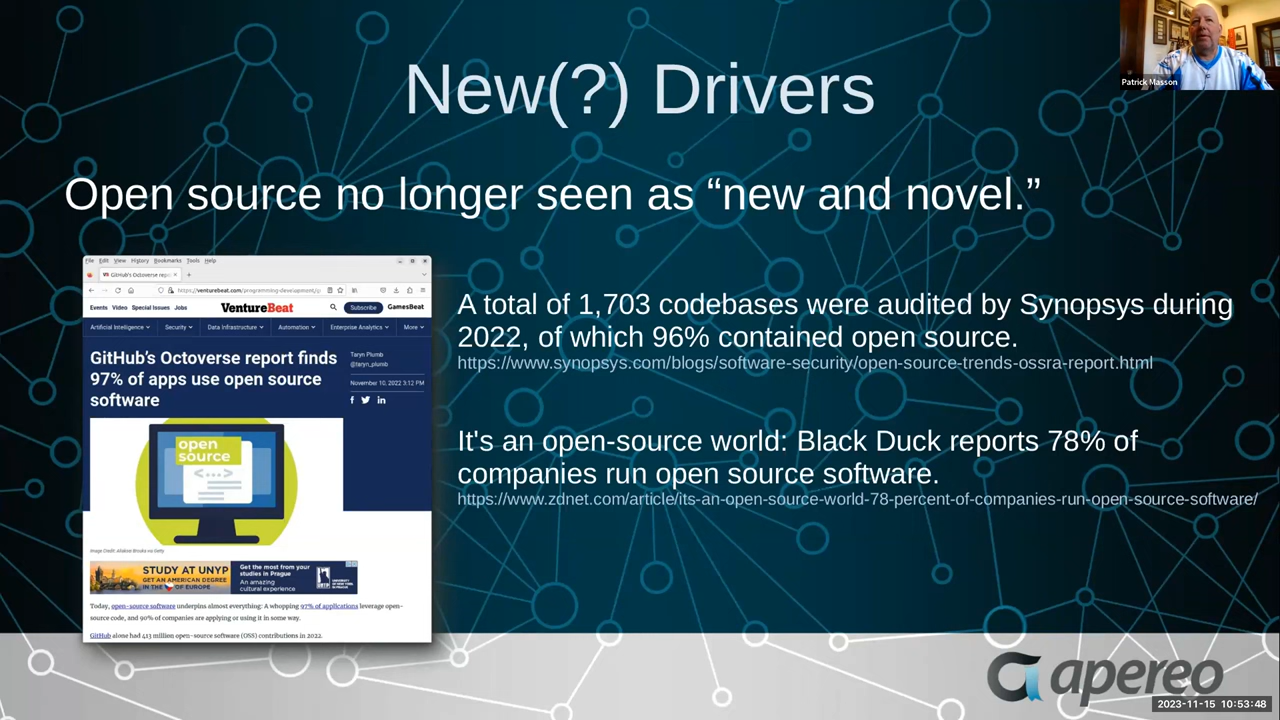 New(?) Drivers
Patrick Masson
Open source no longer seen as “new and novel.”
File Edit View History Bookmarks Tools Help
GitHub's Octoverse repo
https://venturebeat.com/programming-development/g
Events Video Special Issues Jobs
VentureBeat
Subscribe
GamesBeat
Artificial Intelligence Security Data Infrastructure Automation Enterprise Analytics More
GitHub's Octoverse report finds
97% of apps use open source
software
Taryn Plumb
@taryn_plumb
November 10, 2022 3:12 PM
open
source
STUDY AT UNYP
GET AN AMERICAN DEGREE
IN THE OF EUROPE
Get the most from your
studies in Prague
An amazing
cultural experience
Today, open-source software underpins almost everything: A whopping 97% of applications leverage open-
source code, and 90% of companies are applying or using it in some way.
GitHub alone had 413 million open-source software (OSS) contributions in 2022.
A total of 1,703 codebases were audited by Synopsys during
2022, of which 96% contained open source.
https://www.synopsys.com/blogs/software-security/open-source-trends-ossra-report.html
It's an open-source world: Black Duck reports 78% of
companies run open source software.
https://www.zdnet.com/article/its-an-open-source-world-78-percent-of-companies-run-open-source-software/
apereo
2023-11-15 10:53:48